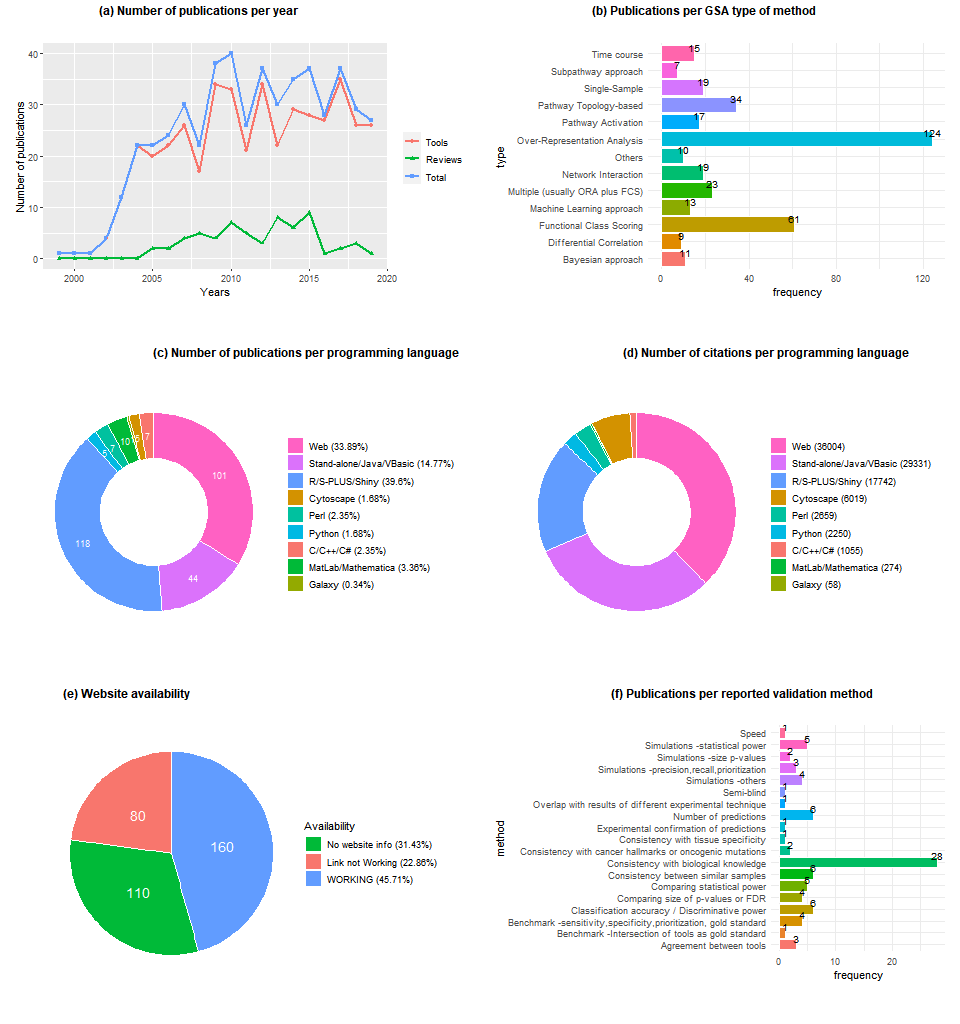 (a) Number of publications per year
Number of publications
40
30
20
10
0
2000
2005
2010
2015
2020
Years
Tools
Reviews
Total
(b) Publications per GSA type of method
type
Time course
15
Subpathway approach
7
Single-Sample
19
Pathway Topology-based
34
Pathway Activation
17
Over-Representation Analysis
124
Others
10
Network Interaction
19
Multiple (usually ORA plus FCS)
23
Machine Learning approach
13
Functional Class Scoring
61
Differential Correlation
9
Bayesian approach
11
0
40
80
120
frequency
(c) Number of publications per programming language
101
44
118
5
7
10
5
7
Web (33.89%)
Stand-alone/Java/VBasic (14.77%)
R/S-PLUS/Shiny (39.6%)
Cytoscape (1.68%)
Perl (2.35%)
Python (1.68%)
C/C++/C# (2.35%)
MatLab/Mathematica (3.36%)
Galaxy (0.34%)
(d) Number of citations per programming language
Web (36004)
Stand-alone/Java/VBasic (29331)
R/S-PLUS/Shiny (17742)
Cytoscape (6019)
Perl (2659)
Python (2250)
C/C++/C# (1055)
MatLab/Mathematica (274)
Galaxy (58)
(e) Website availability
80
160
110
Availability
No website info (31.43%)
Link not Working (22.86%)
WORKING (45.71%)
(f) Publications per reported validation method
method
Speed
1
Simulations -statistical power
5
Simulations -size p-values
2
Simulations -precision,recall,prioritization
3
Simulations -others
4
Semi-blind
1
Overlap with results of different experimental technique
1
Number of predictions
6
Experimental confirmation of predictions
1
Consistency with tissue specificity
1
Consistency with cancer hallmarks or oncogenic mutations
2
Consistency with biological knowledge
28
Consistency between similar samples
6
Comparing statistical power
5
Comparing size of p-values or FDR
4
Classification accuracy / Discriminative power
6
Benchmark -sensitivity,specificity,prioritization, gold standard
4
Benchmark -Intersection of tools as gold standard
1
Agreement between tools
3
0
10
20
frequency